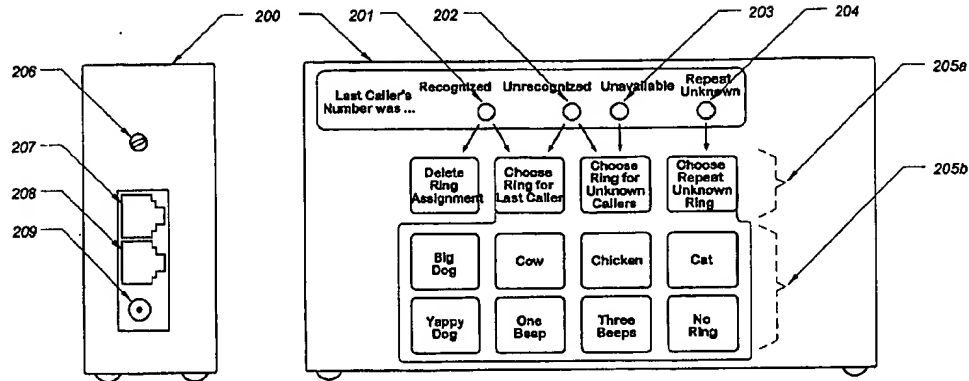 200
201
202
203
204
206
207
208
209
205a
205b
Last Caller's
Number was ...
Recognized
Unrecognized
Unavailable
Repeat
Unknown
Delete
Ring
Assignment
Choose
Ring for
Last Caller
Choose
Ring for
Unknown
Callers
Choose
Repeat
Unknown
Ring
Big
Dog
Cow
Chicken
Cat
Yappy
Dog
One
Beep
Three
Beeps
No
Ring